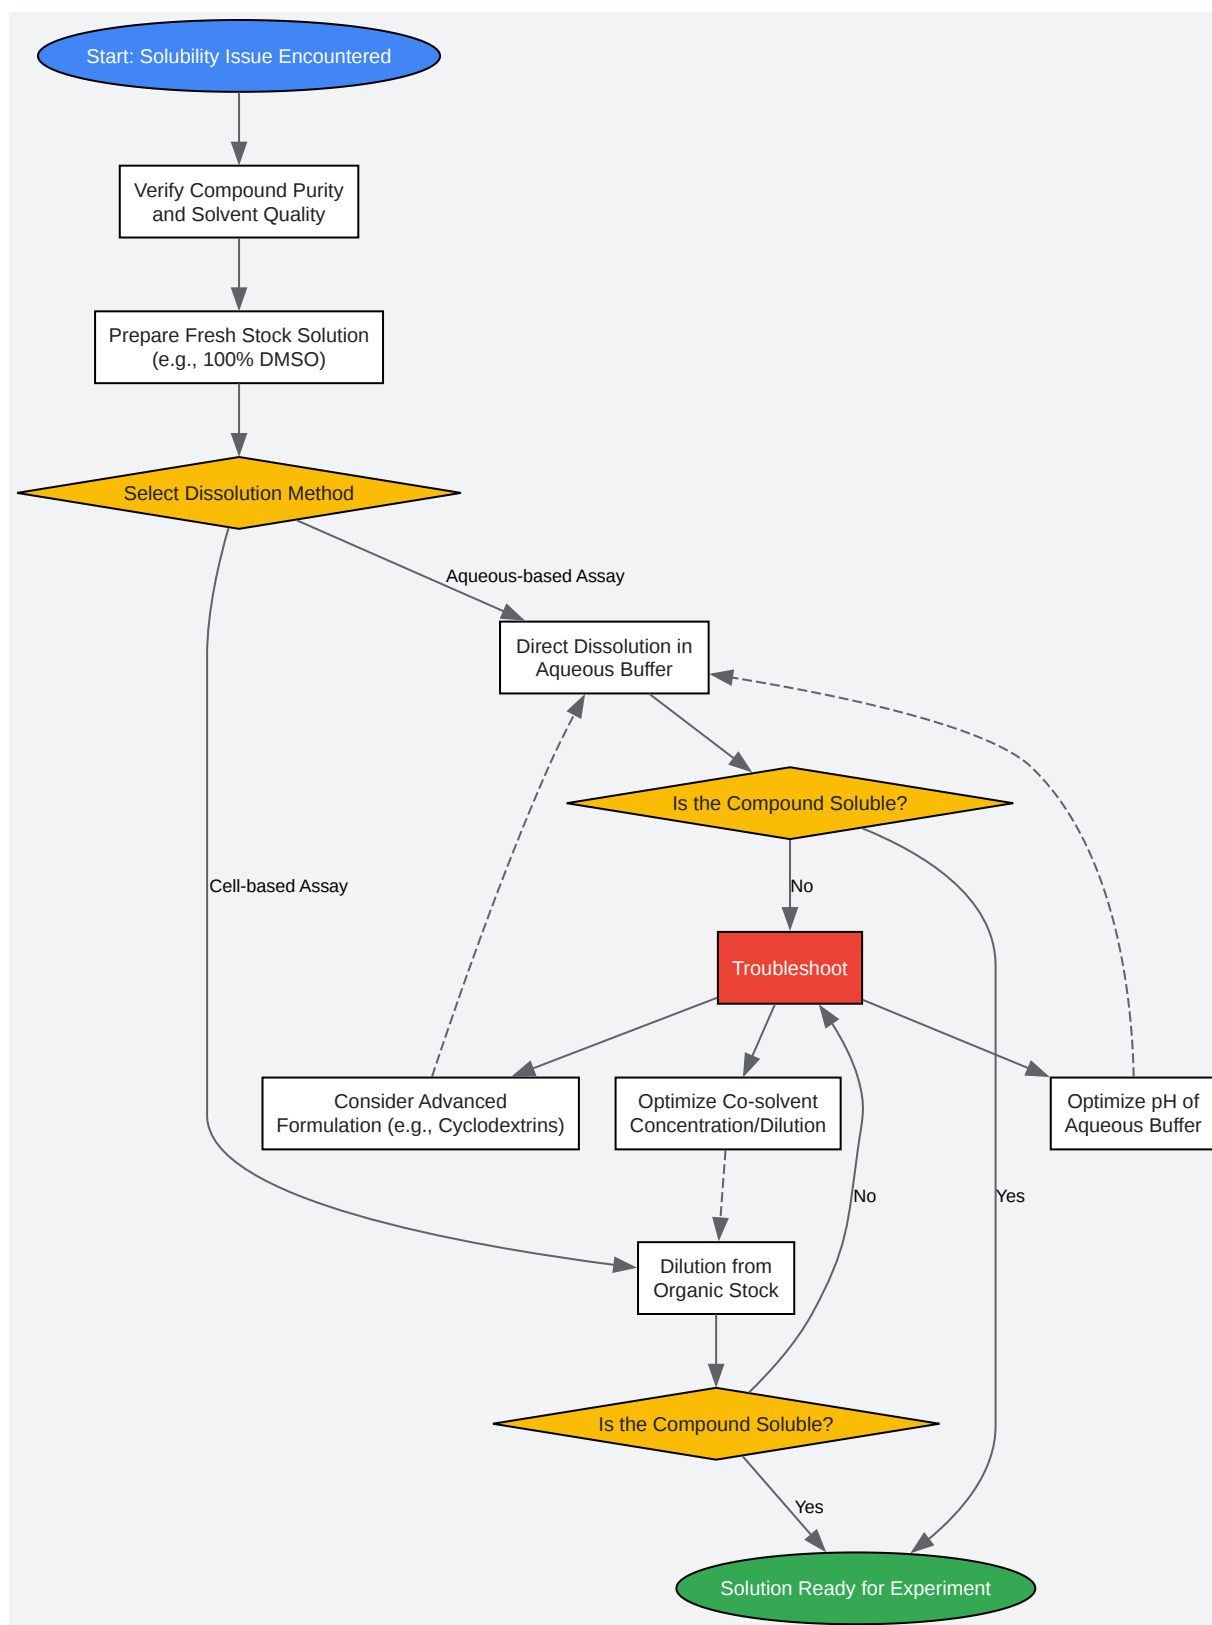 Start: Solubility Issue Encountered
Verify Compound Purity
and Solvent Quality
Prepare Fresh Stock Solution
(e.g., 100% DMSO)
Select Dissolution Method
Aqueous-based Assay
Direct Dissolution in
Aqueous Buffer
Is the Compound Soluble?
Cell-based Assay
No
Troubleshoot
Consider Advanced
Formulation (e.g., Cyclodextrins)
Optimize Co-solvent
Concentration/Dilution
Optimize pH of
Aqueous Buffer
No
Yes
Dilution from
Organic Stock
Is the Compound Soluble?
Yes
Solution Ready for Experiment